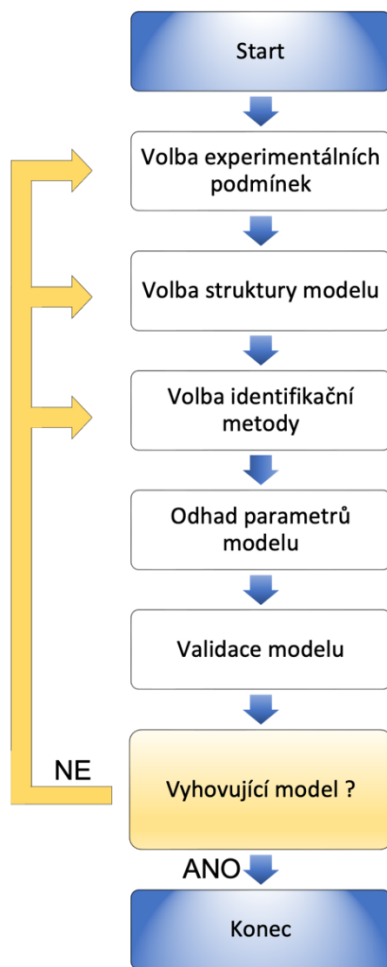 Start
Volba experimentálních
podmínek
Volba struktury modelu
Volba identifikační
metody
Odhad parametrů
modelu
Validace modelu
NE
Vyhovující model ?
ANO
Konec